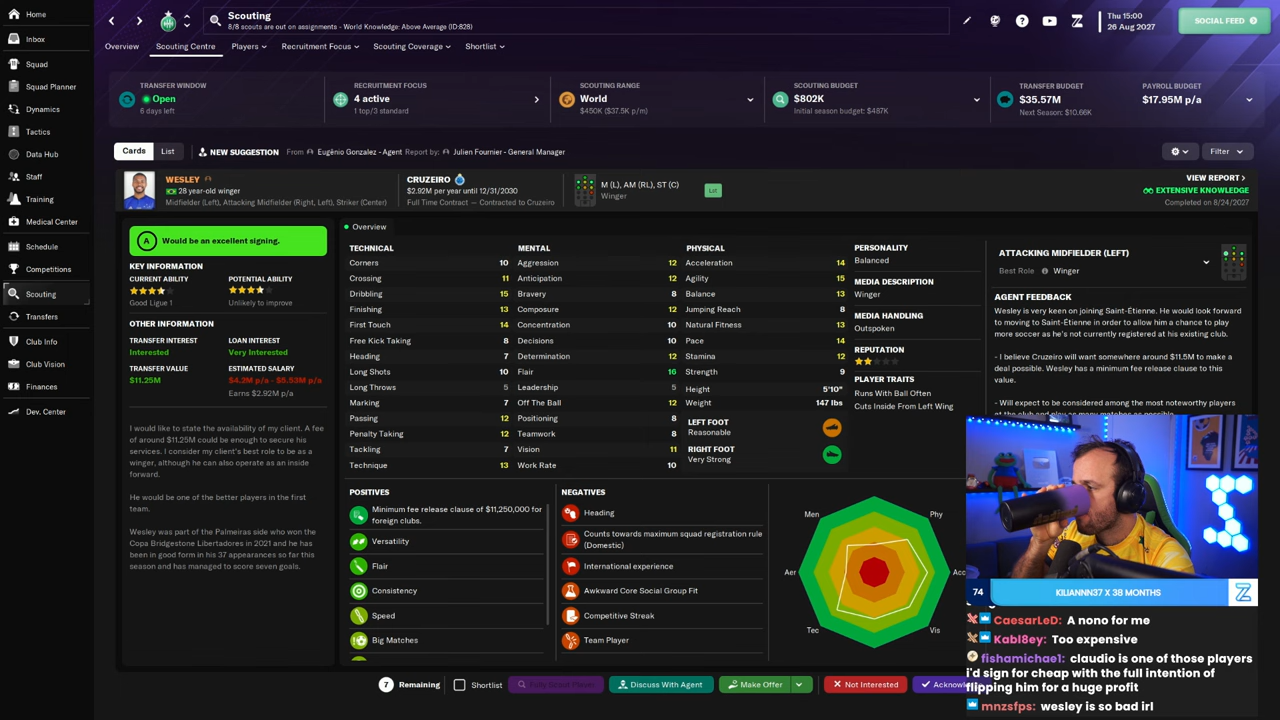 Home
Inbox
Squad
Squad Planner
Dynamics
Tactics
Data Hub
Staff
Training
Medical Center
Schedule
Competitions
Scouting
Transfers
Club Info
Club Vision
Finances
Dev. Center
Scouting
8/8 scouts are out on assignments - World Knowledge: Above Average (ID:828)
Thu 15:00
26 Aug 2027
SOCIAL FEED
Overview
Scouting Centre
Players
Recruitment Focus
Scouting Coverage
Shortlist
TRANSFER WINDOW
Open
6 days left
RECRUITMENT FOCUS
4 active
1 top/3 standard
SCOUTING RANGE
World
$450K ($37.5K p/m)
SCOUTING BUDGET
$802K
Initial season budget: $487K
TRANSFER BUDGET
$35.57M
Next Season: $10.66K
PAYROLL BUDGET
$17.95M p/a
Cards
List
NEW SUGGESTION
From Eugênio Gonzalez - Agent Report by: Julien Fournier - General Manager
Filter
WESLEY
28 year-old winger
Midfielder (Left), Attacking Midfielder (Right, Left), Striker (Center)
CRUZEIRO
$2.92M per year until 12/31/2030
Full Time Contract — Contracted to Cruzeiro
M (L), AM (RL), ST (C)
Winger
List
VIEW REPORT >
EXTENSIVE KNOWLEDGE
Completed on 8/24/2027
A Would be an excellent signing.
KEY INFORMATION
CURRENT ABILITY
Good Ligue 1
POTENTIAL ABILITY
Unlikely to improve
OTHER INFORMATION
TRANSFER INTEREST
Interested
LOAN INTEREST
Very Interested
TRANSFER VALUE
$11.25M
ESTIMATED SALARY
$4.2M p/a - $5.53M p/a
Earns $2.92M p/a
I would like to state the availability of my client. A fee
of around $11.25M could be enough to secure his
services. I consider my client's best role to be as a
winger, although he can also operate as an inside
forward.
He would be one of the better players in the first
team.
Wesley was part of the Palmeiras side who won the
Copa Bridgestone Libertadores in 2021 and he has
been in good form in his 37 appearances so far this
season and has managed to score seven goals.
Overview
TECHNICAL
Corners 10
Crossing 11
Dribbling 15
Finishing 13
First Touch 14
Free Kick Taking 8
Heading 7
Long Shots 10
Long Throws 5
Marking 7
Passing 12
Penalty Taking 12
Tackling 7
Technique 13
MENTAL
Aggression 12
Anticipation 12
Bravery 8
Composure 12
Concentration 10
Decisions 10
Determination 12
Flair 16
Leadership 5
Off The Ball 12
Positioning 8
Teamwork 8
Vision 11
Work Rate 10
PHYSICAL
Acceleration 14
Agility 15
Balance 13
Jumping Reach 8
Natural Fitness 13
Pace 14
Stamina 12
Strength 9
Height 5'10"
Weight 147 lbs
LEFT FOOT
Reasonable
RIGHT FOOT
Very Strong
PERSONALITY
Balanced
MEDIA DESCRIPTION
Winger
MEDIA HANDLING
Outspoken
REPUTATION
PLAYER TRAITS
Runs With Ball Often
Cuts Inside From Left Wing
ATTACKING MIDFIELDER (LEFT)
Best Role Winger
AGENT FEEDBACK
Wesley is very keen on joining Saint-Étienne. He would look forward
to moving to Saint-Étienne in order to allow him a chance to play
more soccer as he's not currently registered at his existing club.
- I believe Cruzeiro will want somewhere around $11.5M to make a
deal possible. Wesley has a minimum fee release clause of this
value.
- Will expect to be considered among the most noteworthy players
POSITIVES
Minimum fee release clause of $11,250,000 for
foreign clubs.
Versatility
Flair
Consistency
Speed
Big Matches
NEGATIVES
Heading
Counts towards maximum squad registration rule
(Domestic)
International experience
Awkward Core Social Group Fit
Competitive Streak
Team Player
Men
Phy
Aer
Tec
Vis
7 Remaining
Shortlist
Discuss With Agent
Make Offer
Not Interested
74
KILIANNN37 X 38 MONTHS
CaesarLeD: A nono for me
Kabl8ey: Too expensive
fishamichae1: claudio is one of those players
i'd sign for cheap with the full intention of
flipping him for a huge profit
mnzsfps: wesley is so bad irl